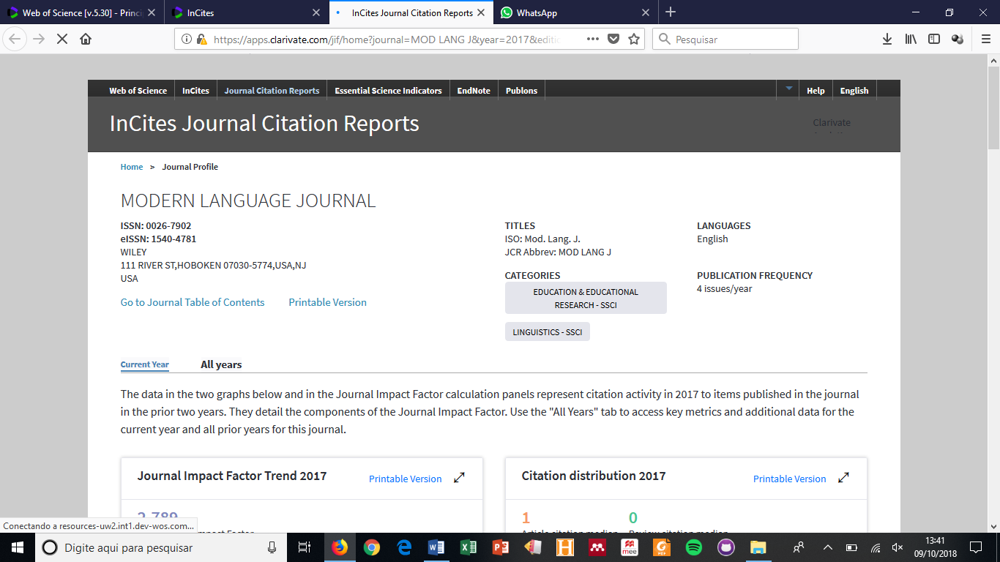 Web of Science [v.5.30] - Princi
InCites
InCites Journal Citation Reports
WhatsApp
https://apps.clarivate.com/jif/home?journal=MOD LANG J&year=2017&editi
Pesquisar
Web of Science
InCites
Journal Citation Reports
Essential Science Indicators
EndNote
Publons
Help
English
InCites Journal Citation Reports
Clarivate
Home > Journal Profile
MODERN LANGUAGE JOURNAL
ISSN: 0026-7902
eISSN: 1540-4781
WILEY
111 RIVER ST,HOBOKEN 07030-5774,USA,NJ
USA
Go to Journal Table of Contents
Printable Version
TITLES
ISO: Mod. Lang. J.
JCR Abbrev: MOD LANG J
CATEGORIES
EDUCATION & EDUCATIONAL
RESEARCH - SSCI
LINGUISTICS - SSCI
LANGUAGES
English
PUBLICATION FREQUENCY
4 issues/year
Current Year
All years
The data in the two graphs below and in the Journal Impact Factor calculation panels represent citation activity in 2017 to items published in the journal
in the prior two years. They detail the components of the Journal Impact Factor. Use the "All Years" tab to access key metrics and additional data for the
current year and all prior years for this journal.
Journal Impact Factor Trend 2017
Printable Version
2.789
Impact Factor
Citation distribution 2017
Printable Version
1
Article citation median
0
Review citation median
Conectando a resources-uw2.int1.dev-wos.com...
Digite aqui para pesquisar
13:41
09/10/2018